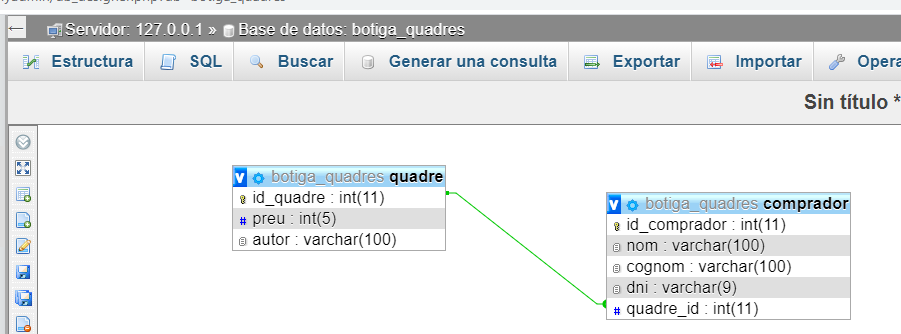 Servidor: 127.0.0.1 » Base de datos: botiga_quadres
Estructura SQL Buscar Generar una consulta Exportar Importar
Sin título *
v botiga_quadres quadre
id_quadre : int(11)
# preu : int(5)
autor : varchar(100)
v botiga_quadres comprador
id_comprador : int(11)
nom : varchar(100)
cognom : varchar(100)
dni : varchar(9)
# quadre_id : int(11)